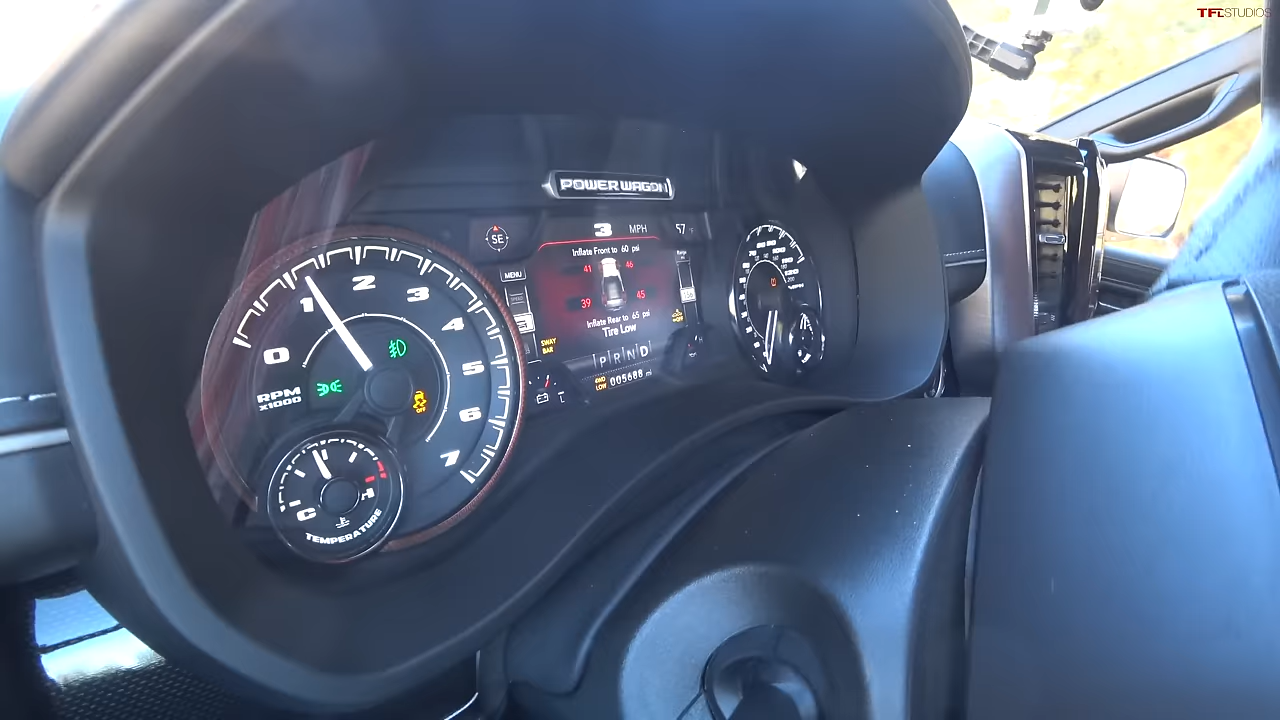 TFLSTUDIOS
POWER WAGON
SE
3 MPH
57 F
MENU
Inflate Front to 60 psi
41 46
39 45
Inflate Rear to 65 psi
Tire Low
SWAY
BAR
OFF
P R N D
4WD
LOW
005688 mi
0 1 2 3 4 5 6 7
RPM
X1000
OFF
C H
TEMPERATURE